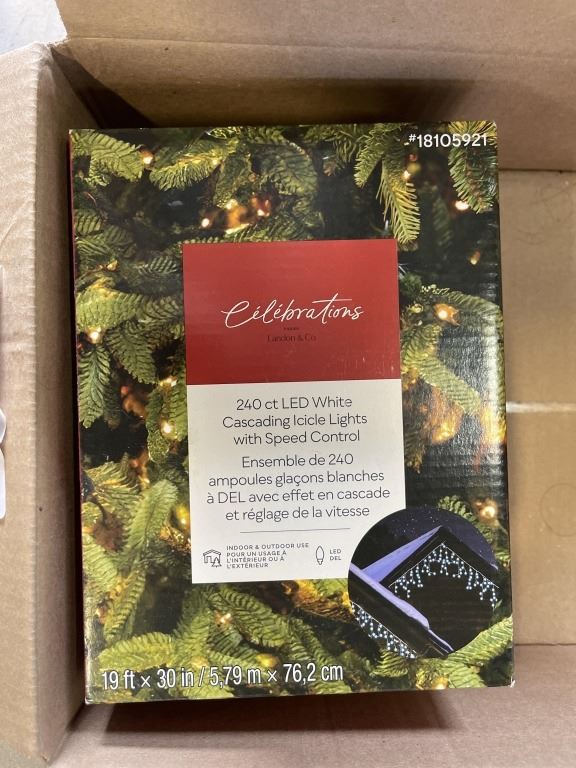 #18105921
Célébrations
Landon & Co
240 ct LED White
Cascading Icicle Lights
with Speed Control
Ensemble de 240
ampoules glaçons blanches
à DEL avec effet en cascade
et réglage de la vitesse
INDOOR & OUTDOOR USE
POUR UN USAGE À
L'INTÉRIEUR OU À
L'EXTÉRIEUR
LED
DEL
19 ft × 30 in / 5,79 m × 76,2 cm